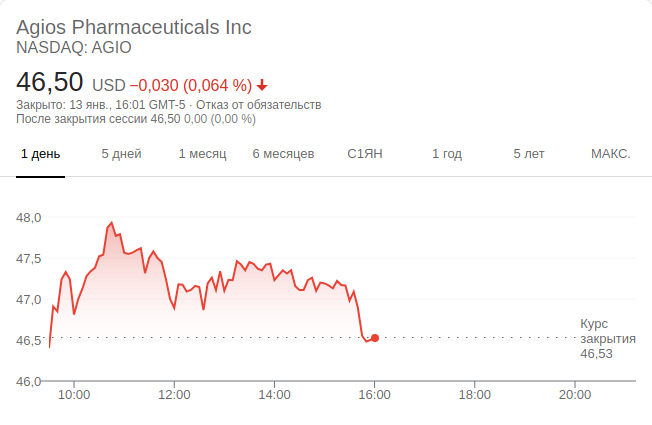 Agios Pharmaceuticals Inc
NASDAQ: AGIO
46,50 USD −0,030 (0,064 %)
Закрыто: 13 янв., 16:01 GMT-5 · Отказ от обязательств
После закрытия сессии 46,50 0,00 (0,00 %)
1 день 5 дней 1 месяц 6 месяцев С1ЯН 1 год 5 лет МАКС.
48,0
47,5
47,0
46,5
46,0
Курс
закрытия
46,53
10:00 12:00 14:00 16:00 18:00 20:00